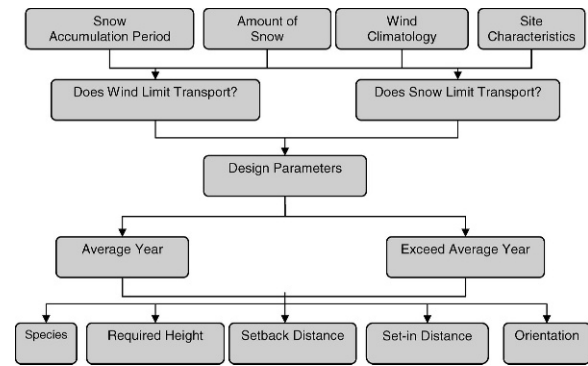 Snow
Accumulation Period
Amount of
Snow
Wind
Climatology
Site
Characteristics
Does Wind Limit Transport?
Does Snow Limit Transport?
Design Parameters
Average Year
Exceed Average Year
Species
Required Height
Setback Distance
Set-in Distance
Orientation